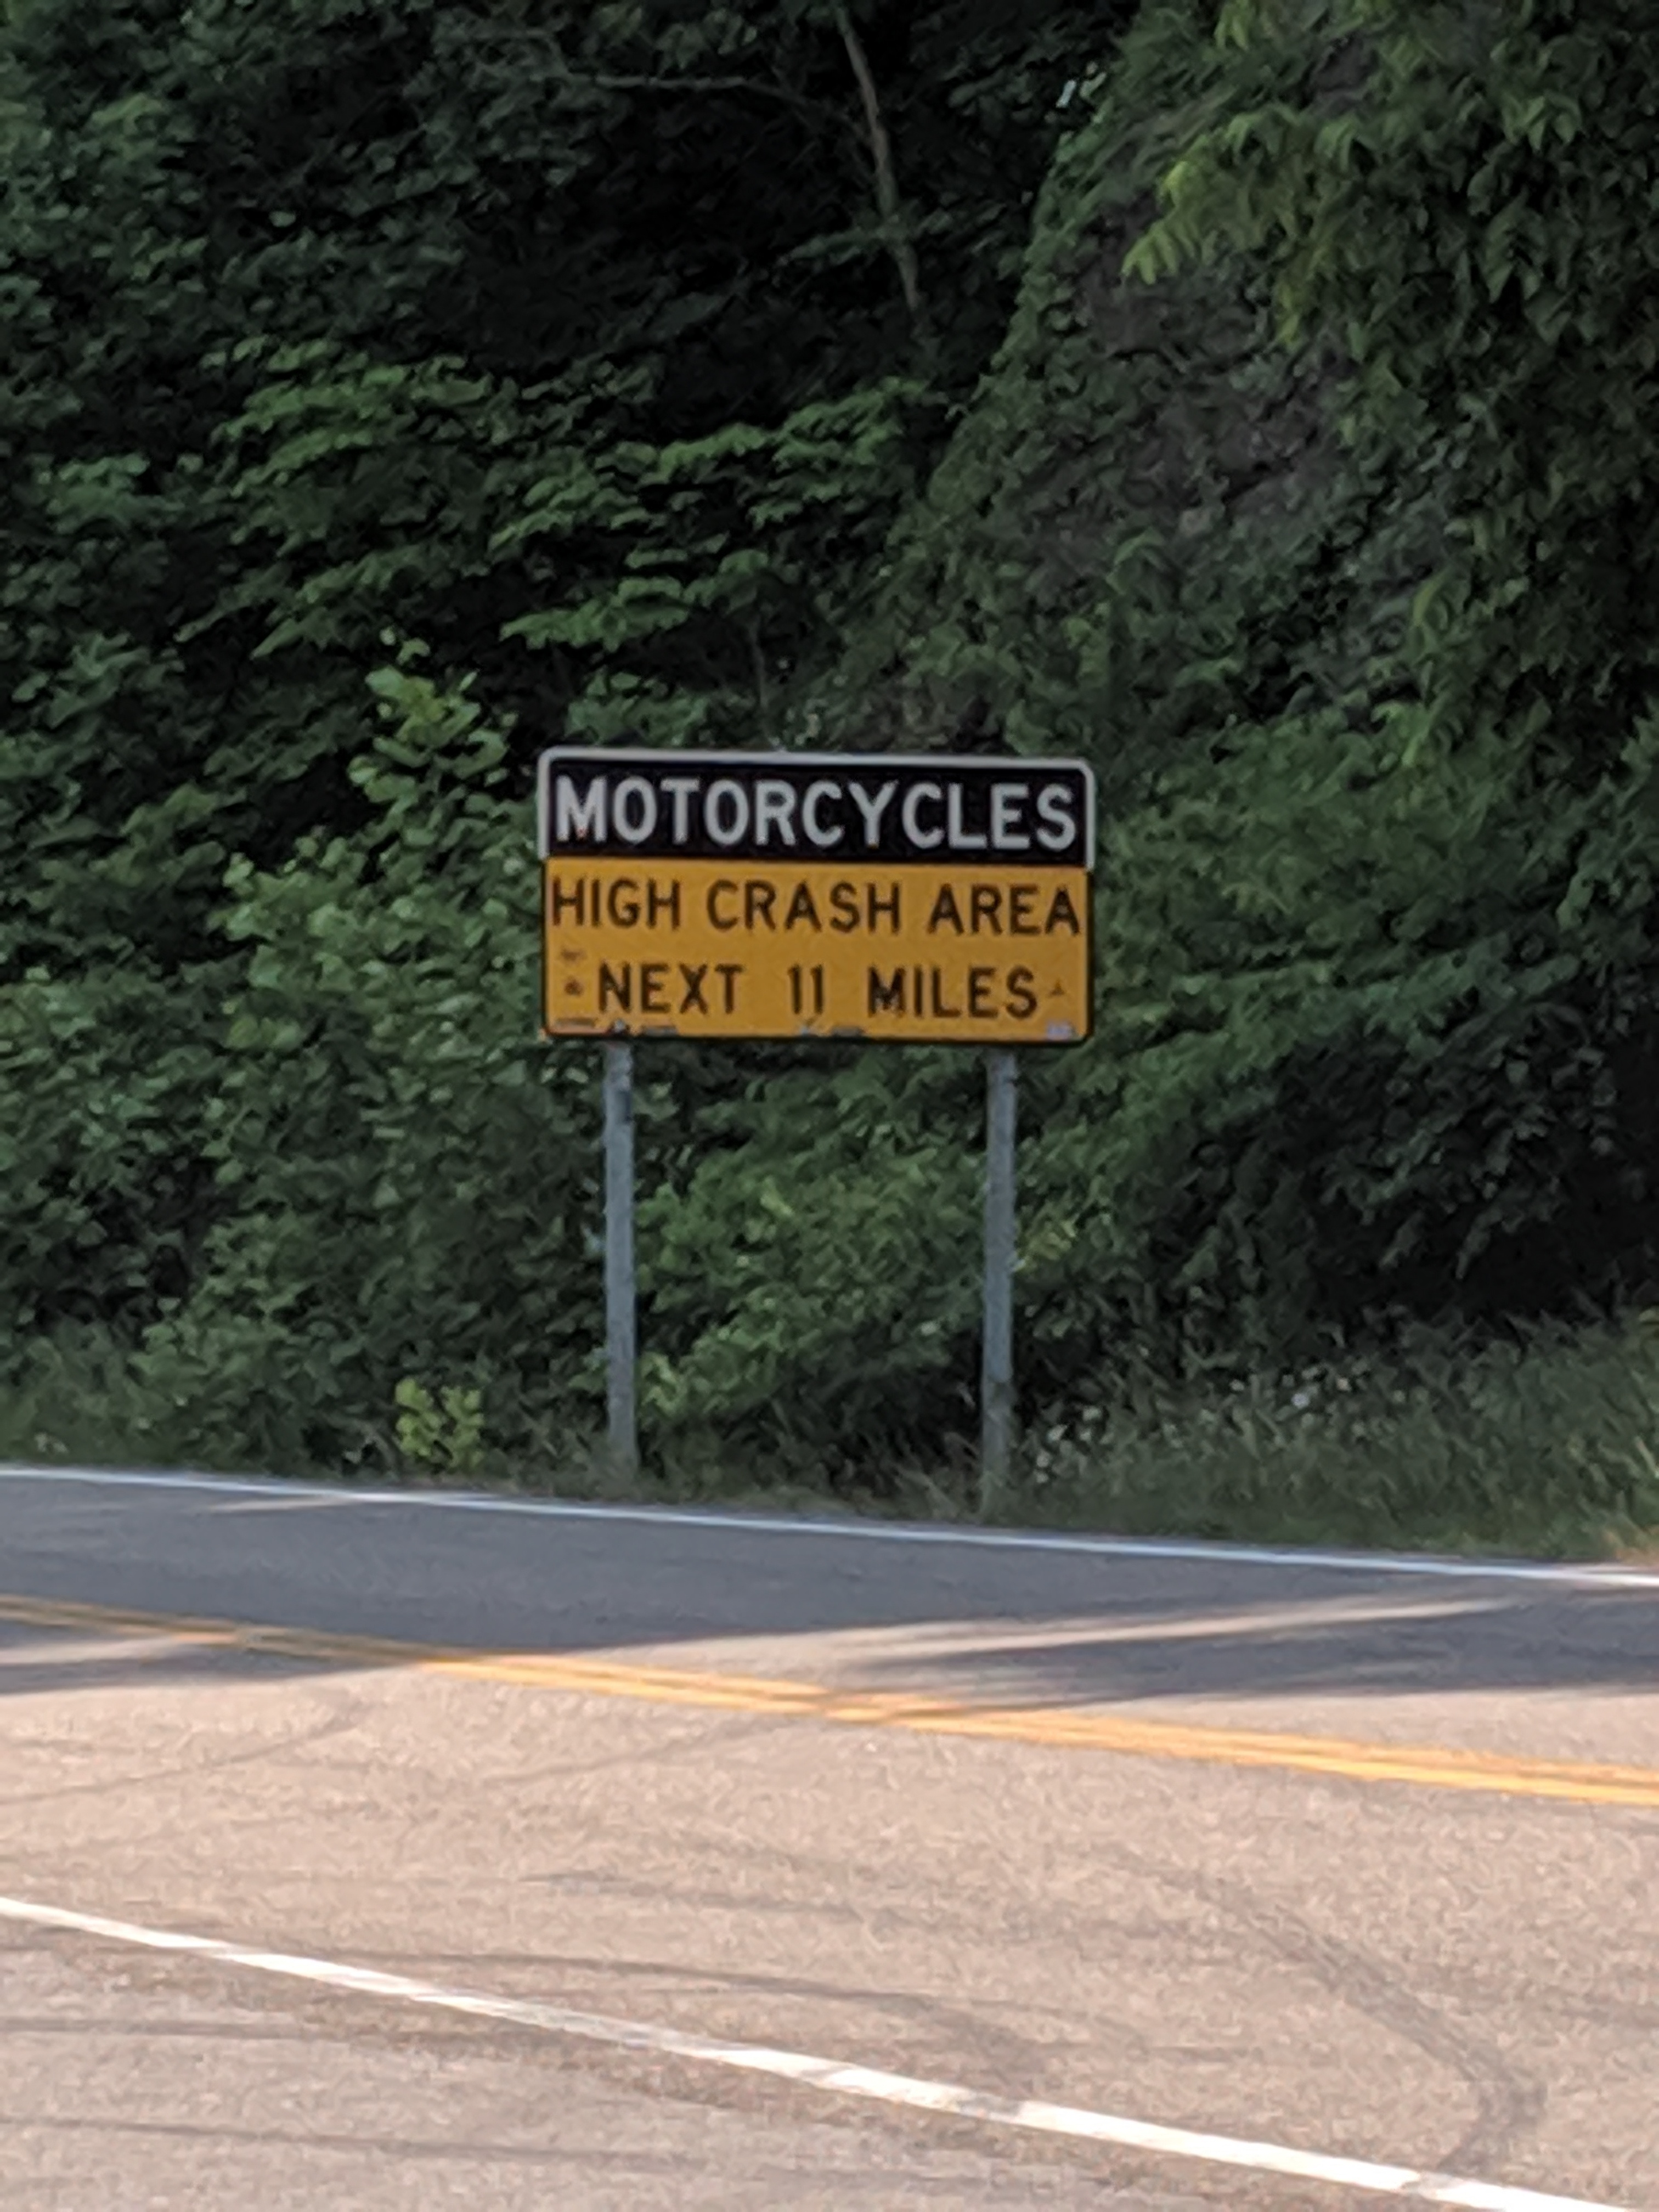 MOTORCYCLES
HIGH CRASH AREA
NEXT 11 MILES